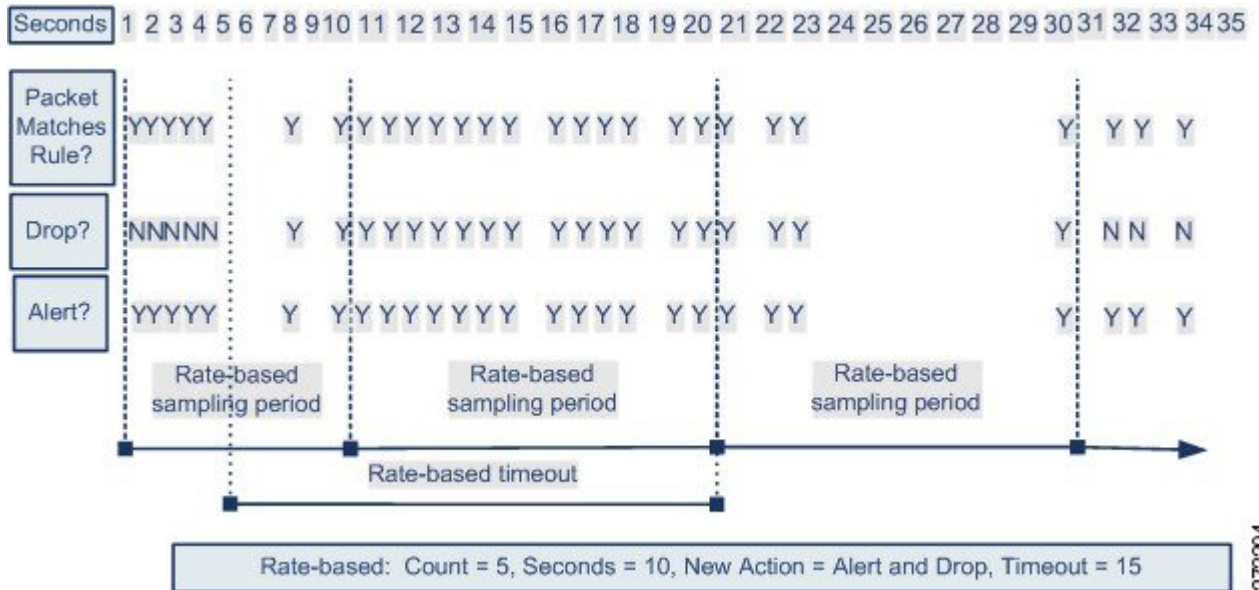 Seconds 1 2 3 4 5 6 7 8 9 10 11 12 13 14 15 16 17 18 19 20 21 22 23 24 25 26 27 28 29 30 31 32 33 34 35
Packet
Matches
Rule?
YYYYY Y Y Y Y Y Y Y Y Y Y Y Y Y Y Y Y Y Y Y Y Y Y
Drop?
NNNNN Y Y Y Y Y Y Y Y Y Y Y Y Y Y Y Y Y Y Y N N N
Alert?
YYYYY Y Y Y Y Y Y Y Y Y Y Y Y Y Y Y Y Y Y Y Y Y Y
Rate-based
sampling period
Rate-based
sampling period
Rate-based
sampling period
Rate-based timeout
Rate-based: Count = 5, Seconds = 10, New Action = Alert and Drop, Timeout = 15